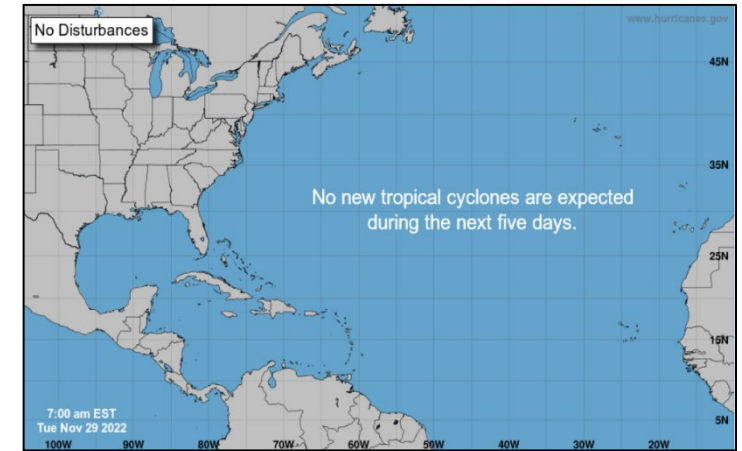 No Disturbances
www.hurricanes.gov
45N
35N
No new tropical cyclones are expected
during the next five days.
25N
15N
7:00 am EST
Tue Nov 29 2022
5N
100W 90W 80W 70W 60W 50W 40W 30W 20W